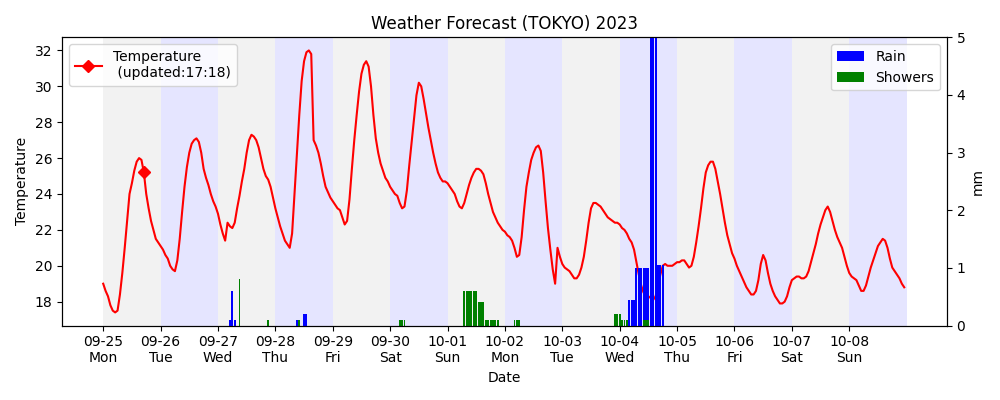 Weather Forecast (TOKYO) 2023
Temperature
(updated:17:18)
Rain
Showers
32
30
28
26
24
22
20
18
Temperature
5
4
3
2
1
0
mm
09-25 09-26 09-27 09-28 09-29 09-30 10-01 10-02 10-03 10-04 10-05 10-06 10-07 10-08
Mon Tue Wed Thu Fri Sat Sun Mon Tue Wed Thu Fri Sat Sun
Date